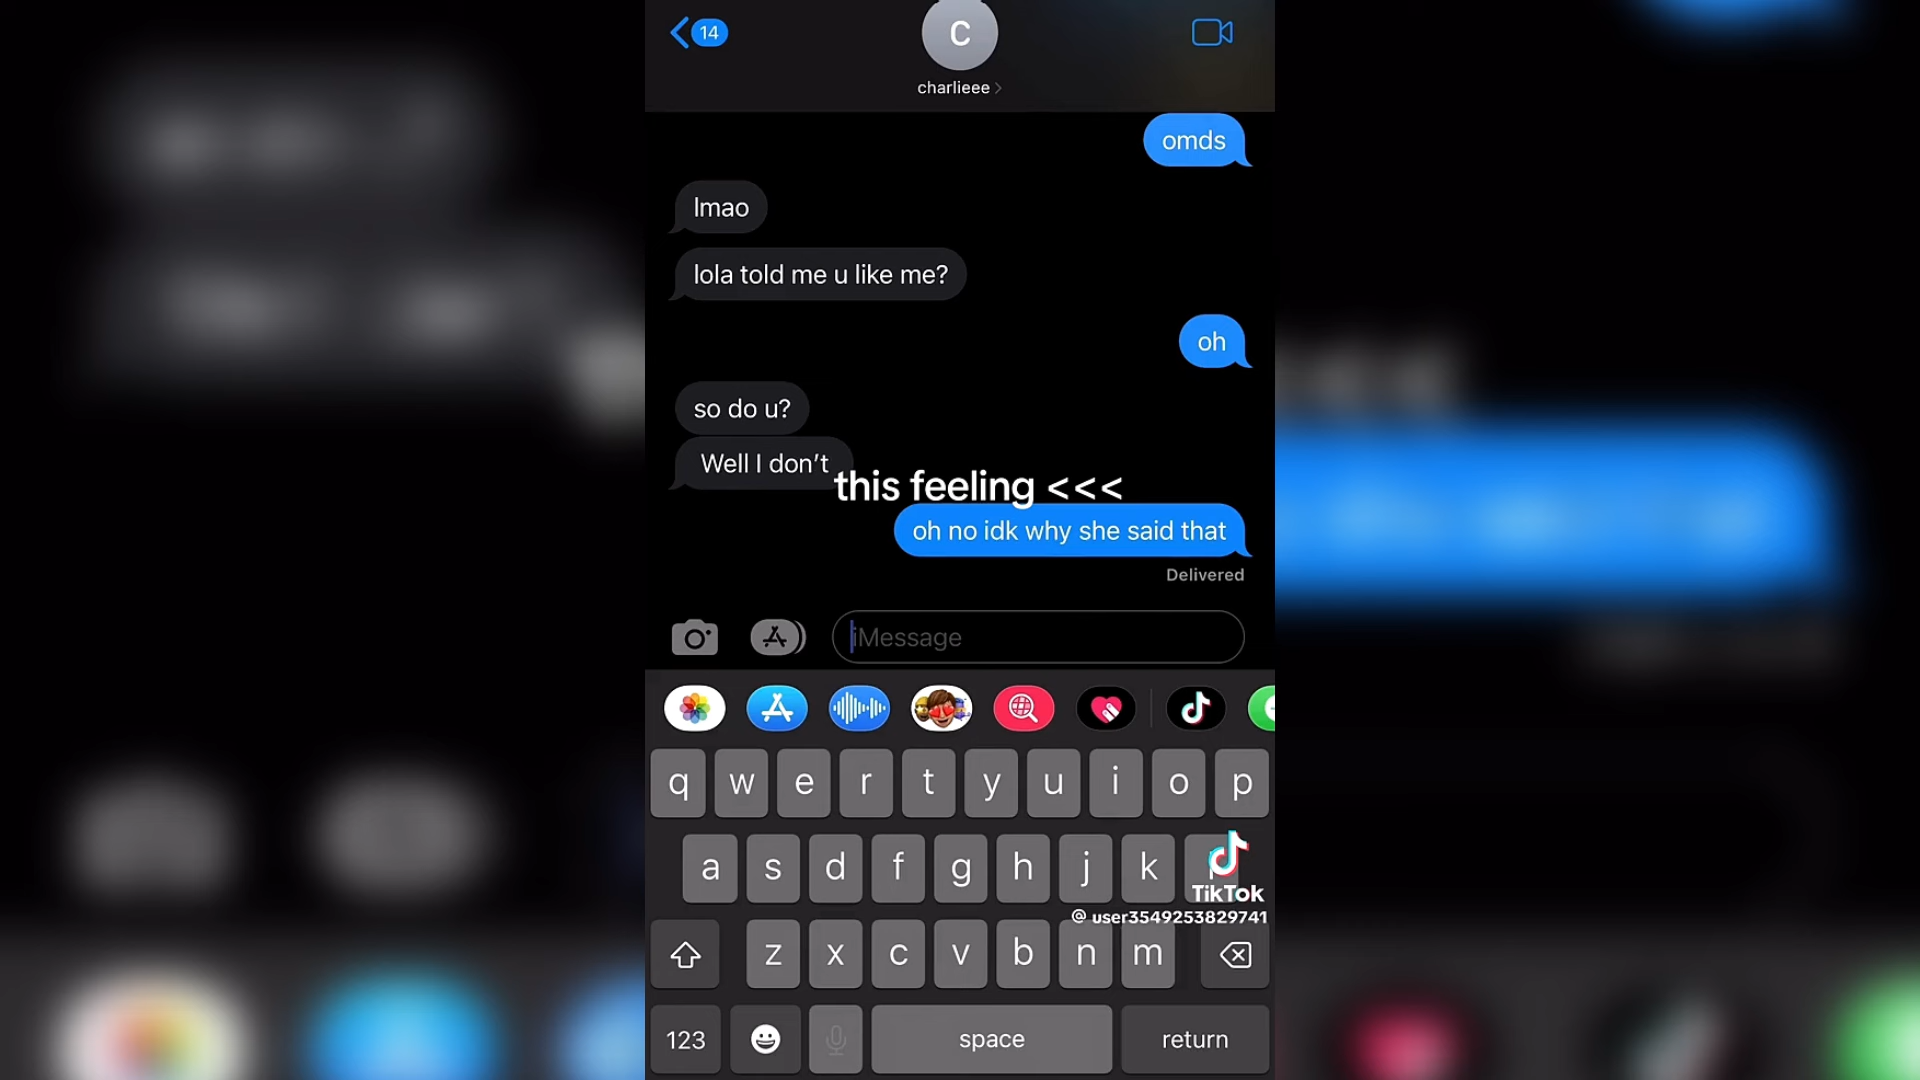 14
C
charlieee
omds
lmao
lola told me u like me?
oh
so do u?
Well I don't
this feeling <<<
oh no idk why she said that
Delivered
iMessage
q w e r t y u i o p
a s d f g h j k
TikTok
@ user3549253829741
z x c v b n m
123 space return